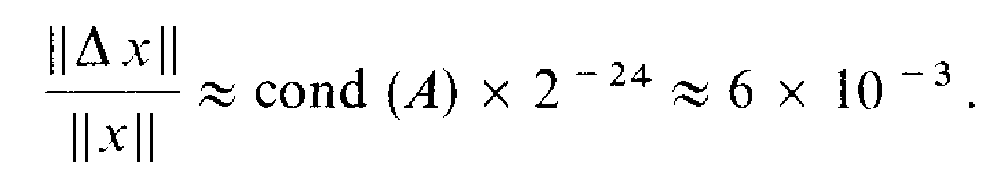 ‖Δx‖ / ‖x‖ ≈ cond (A) × 2⁻²⁴ ≈ 6 × 10⁻³.